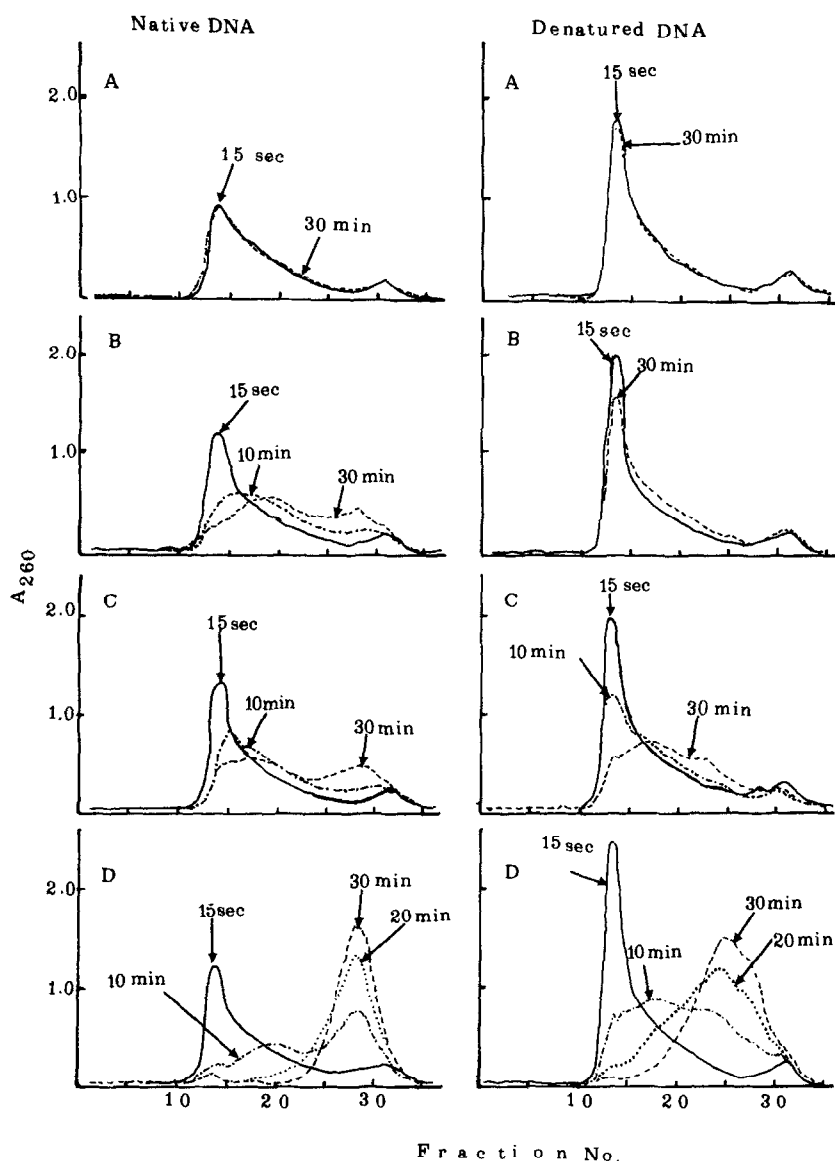 Native DNA
Denatured DNA
A
2.0
1.0
15 sec
30 min
A
15 sec
30 min
B
2.0
1.0
15 sec
10 min
30 min
B
15 sec
30 min
A260
C
2.0
1.0
15 sec
10min
30 min
C
15 sec
10 min
30 min
D
2.0
1.0
15sec
10 min
30 min
20 min
D
15 sec
10 min
30min
20 min
10 20 30
10 20 30
Fraction No.